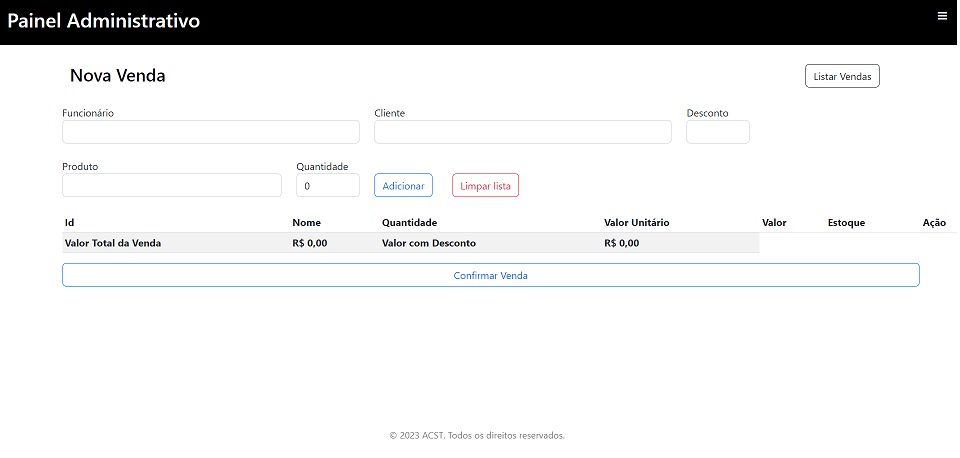 Painel Administrativo
Nova Venda
Listar Vendas
Funcionário Cliente Desconto
Produto Quantidade
0 Adicionar Limpar lista
Id Nome Quantidade Valor Unitário Valor Estoque Ação
Valor Total da Venda R$ 0,00 Valor com Desconto R$ 0,00
Confirmar Venda
© 2023 ACST. Todos os direitos reservados.